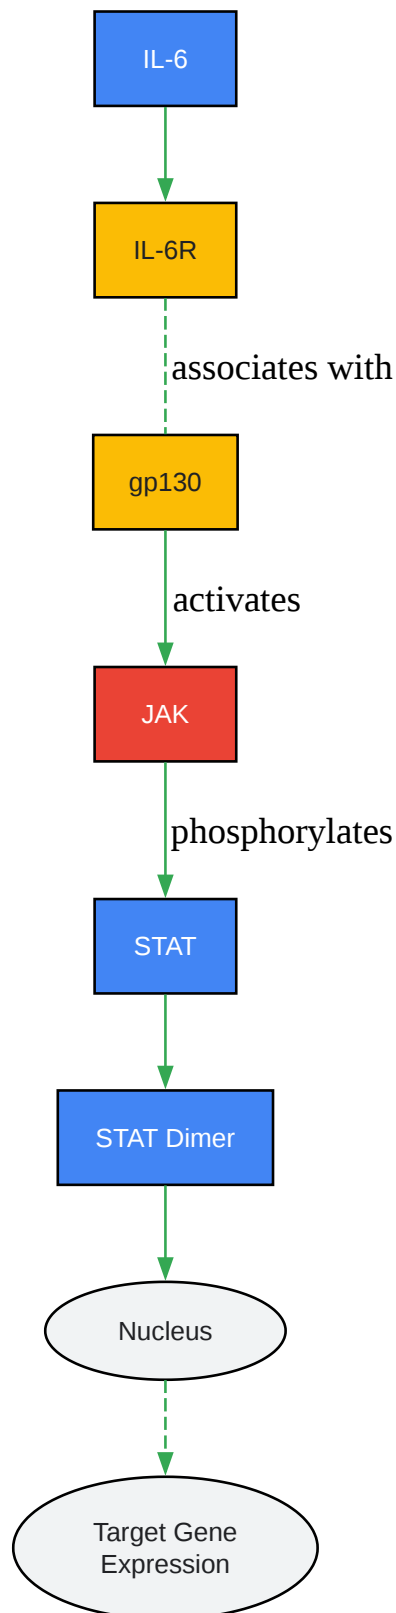 IL-6
IL-6R
associates with
gp130
activates
JAK
phosphorylates
STAT
STAT Dimer
Nucleus
Target Gene
Expression